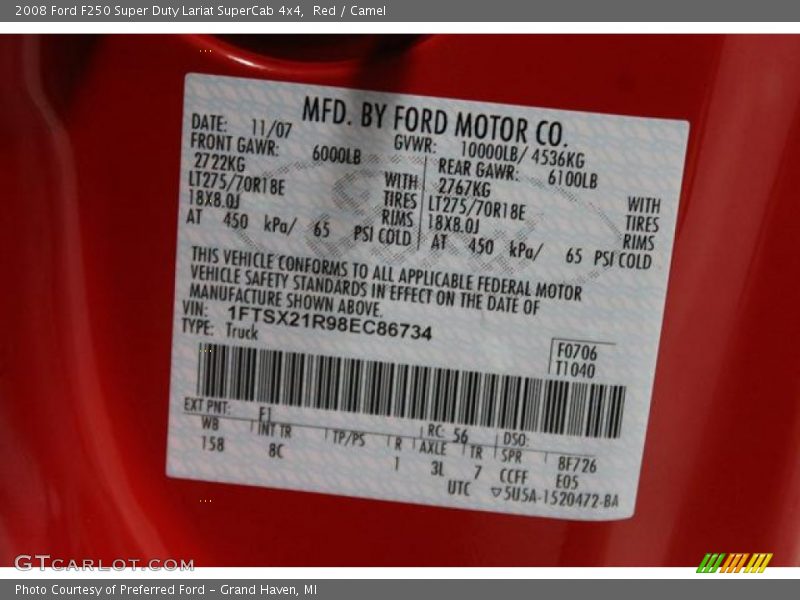 2008 Ford F250 Super Duty Lariat SuperCab 4x4, Red / Camel
MFD. BY FORD MOTOR CO.
DATE: 11/07 GVWR: 10000LB/ 4536KG
FRONT GAWR: 6000LB REAR GAWR: 6100LB
2722KG WITH 2767KG WITH
LT275/70R18E TIRES LT275/70R18E TIRES
18X8.0J RIMS 18X8.0J RIMS
AT 450 kPa/ 65 PSI COLD AT 450 kPa/ 65 PSI COLD
THIS VEHICLE CONFORMS TO ALL APPLICABLE FEDERAL MOTOR
VEHICLE SAFETY STANDARDS IN EFFECT ON THE DATE OF
MANUFACTURE SHOWN ABOVE.
VIN: 1FTSX21R98EC86734
TYPE: Truck
F0706
T1040
EXT PNT: F1 RC: 56 DSO:
WB INT TR TP/PS R AXLE TR SPR 8F726
158 8C 1 3L 7 CCFF E05
UTC ▽5U5A-1520472-BA
GTCARLOT.COM
Photo Courtesy of Preferred Ford - Grand Haven, MI